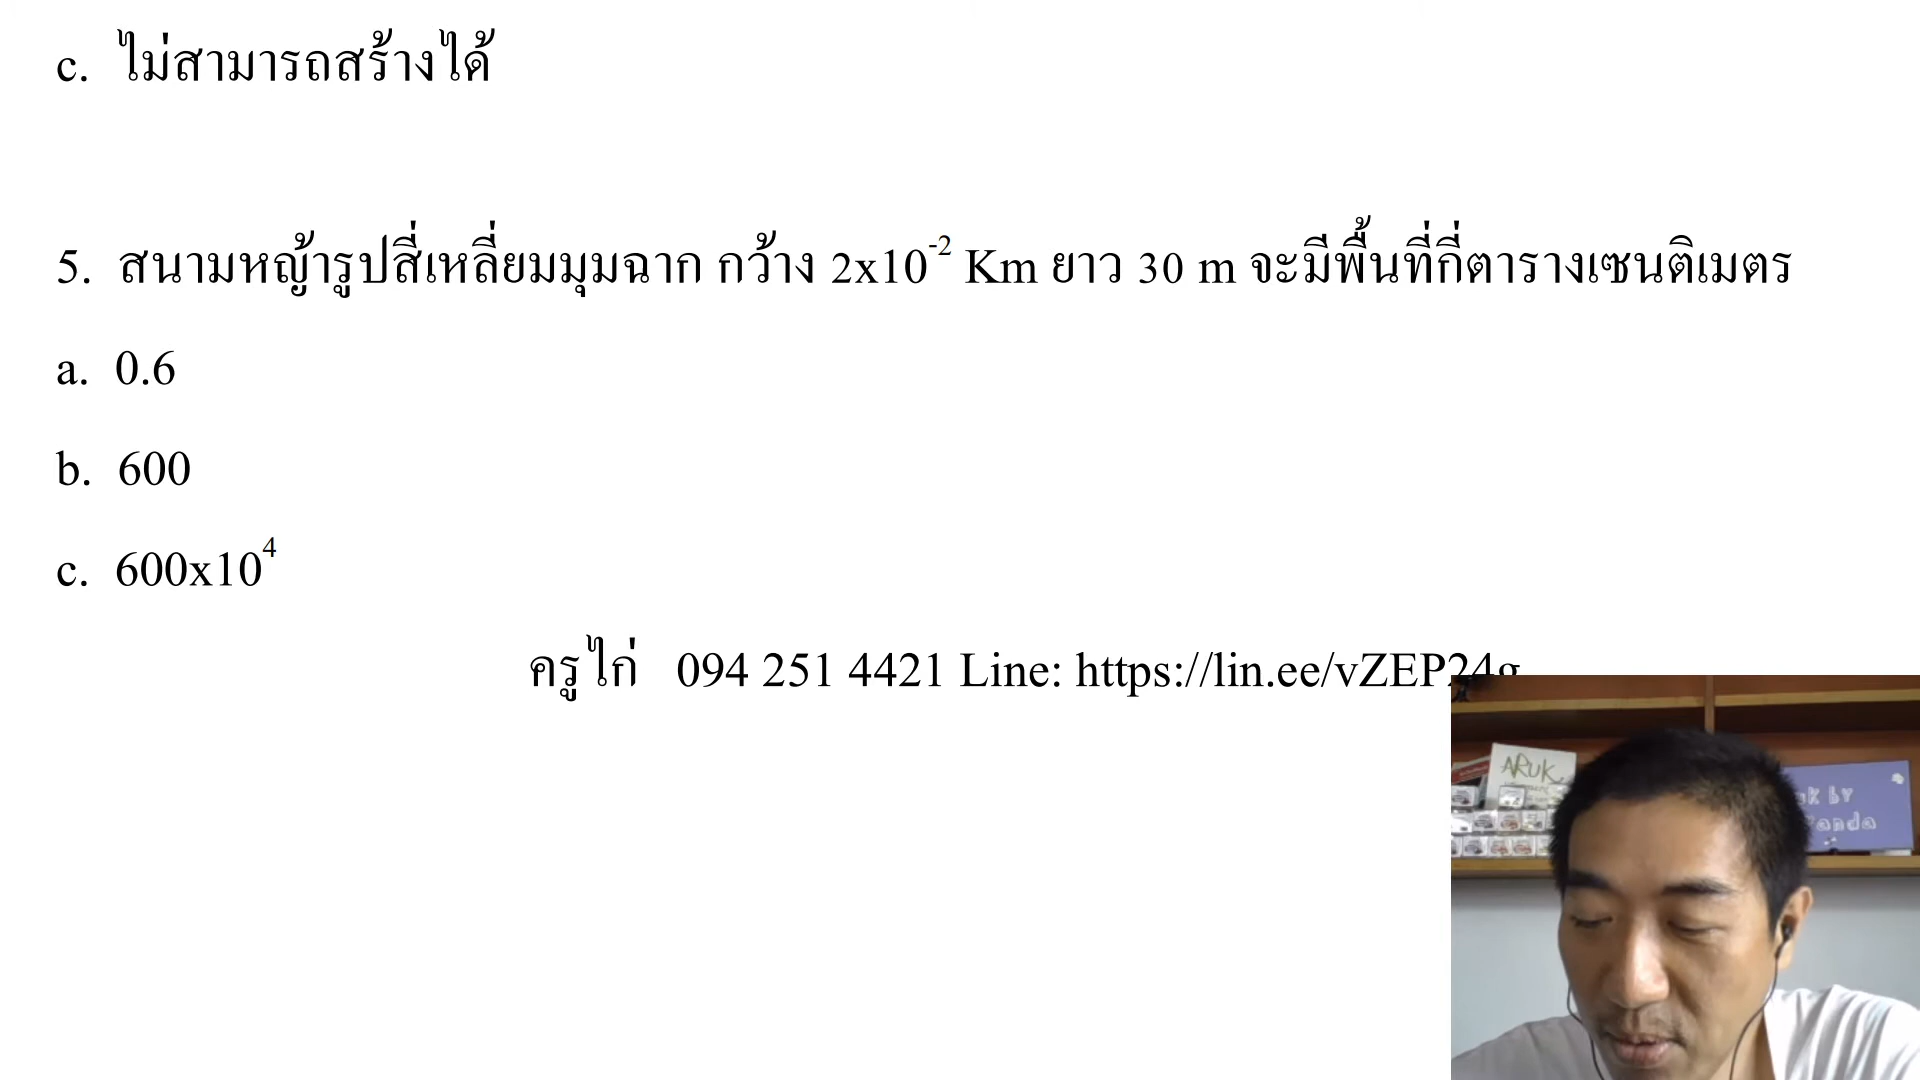 c. ไม่สามารถสร้างได้
5. สนามหญ้ารูปสี่เหลี่ยมมุมฉาก กว้าง 2x10⁻² Km ยาว 30 m จะมีพื้นที่กี่ตารางเซนติเมตร
a. 0.6
b. 600
c. 600x10⁴
ครูไก่ 094 251 4421 Line: https://lin.ee/vZEP24g
ARUK